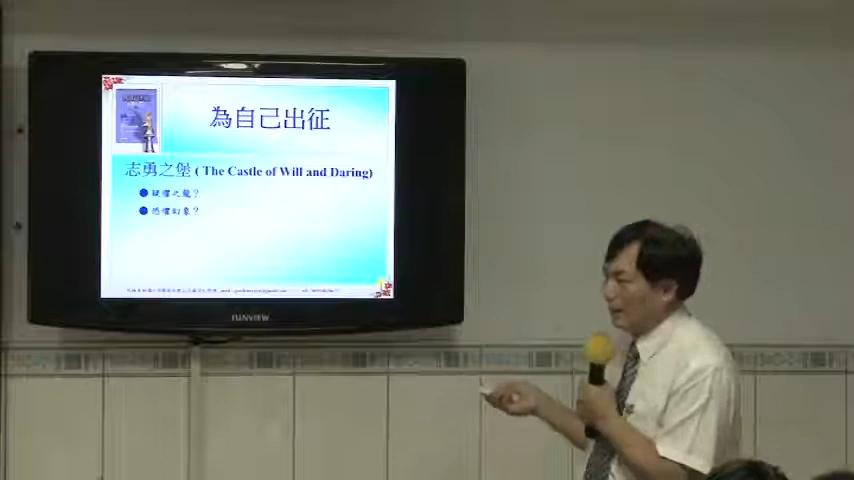 為自己出征
志勇之堡 ( The Castle of Will and Daring)
● 疑懼之龍？
● 恐懼幻象？
SUNVIEW